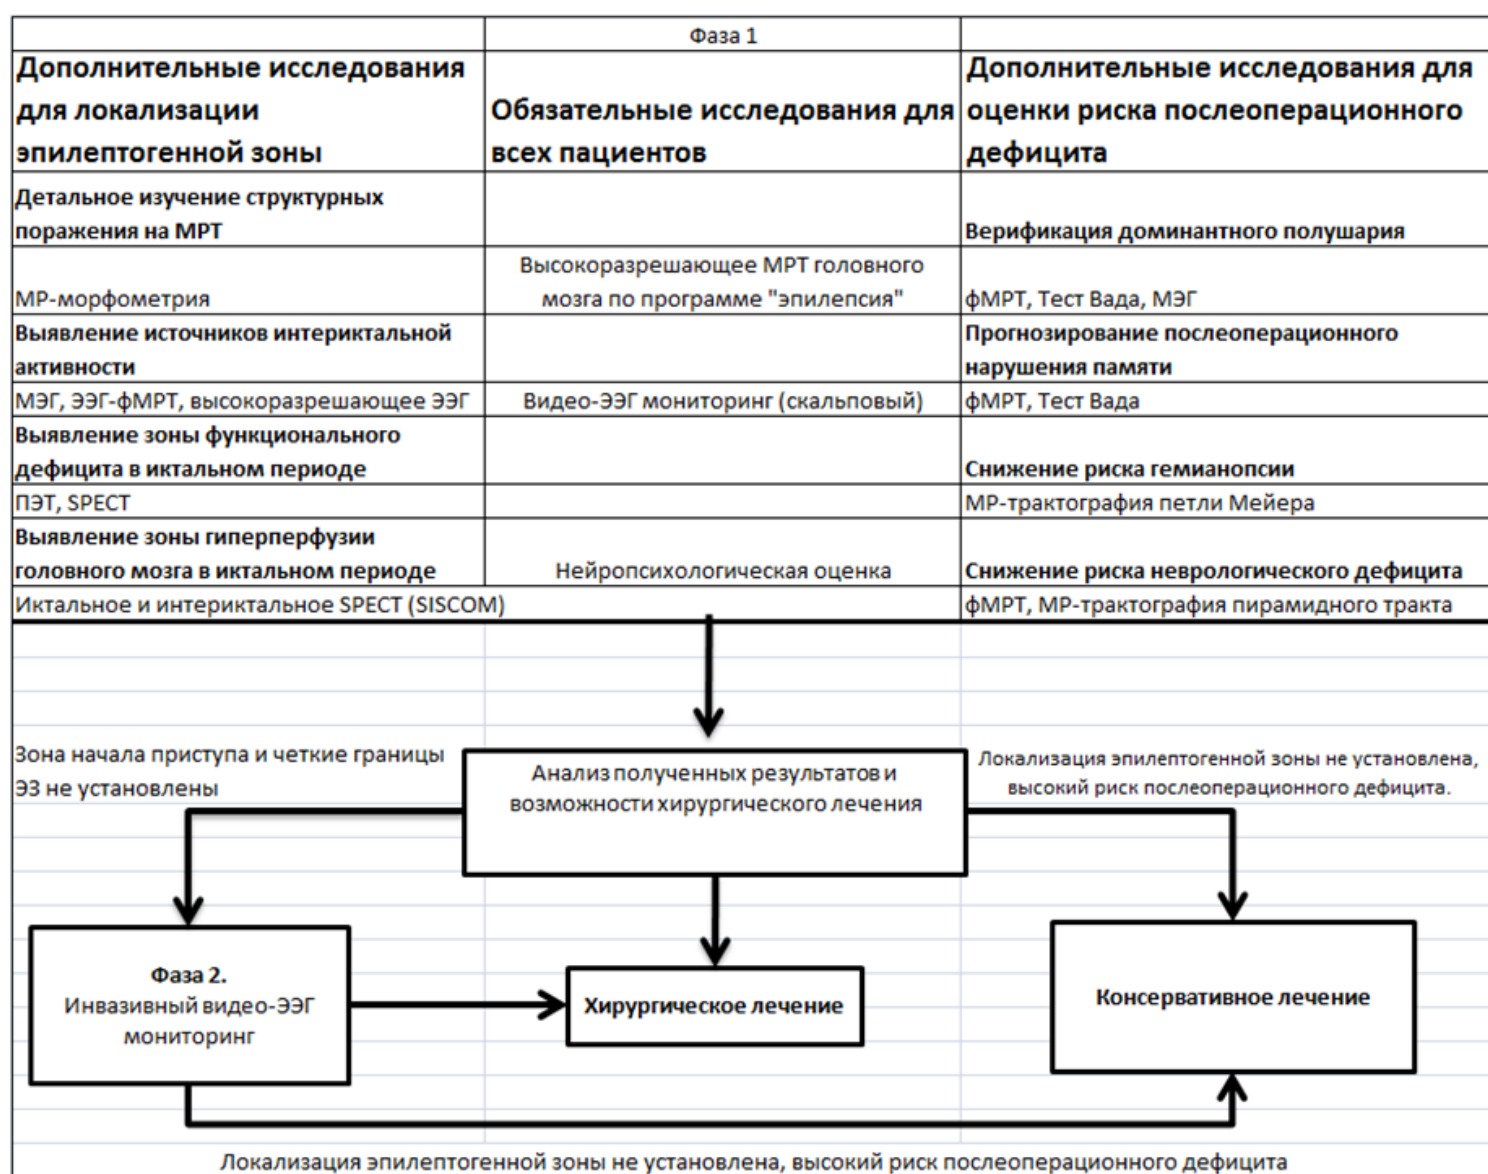 Фаза 1
Дополнительные исследования
для локализации
эпилептогенной зоны
Обязательные исследования для
всех пациентов
Дополнительные исследования для
оценки риска послеоперационного
дефицита
Детальное изучение структурных
поражения на МРТ
Верификация доминантного полушария
МР-морфометрия
Высокоразрешающее МРТ головного
мозга по программе "эпилепсия"
фМРТ, Тест Вада, МЭГ
Выявление источников интериктальной
активности
Прогнозирование послеоперационного
нарушения памяти
МЭГ, ЭЭГ-фМРТ, высокоразрешающее ЭЭГ
Видео-ЭЭГ мониторинг (скальповый)
фМРТ, Тест Вада
Выявление зоны функционального
дефицита в иктальном периоде
Снижение риска гемианопсии
ПЭТ, SPECT
МР-трактография петли Мейера
Выявление зоны гиперперфузии
головного мозга в иктальном периоде
Нейропсихологическая оценка
Снижение риска неврологического дефицита
Иктальное и интериктальное SPECT (SISCOM)
фМРТ, МР-трактография пирамидного тракта
Зона начала приступа и четкие границы
ЭЗ не установлены
Анализ полученных результатов и
возможности хирургического лечения
Локализация эпилептогенной зоны не установлена,
высокий риск послеоперационного дефицита.
Фаза 2.
Инвазивный видео-ЭЭГ
мониторинг
Хирургическое лечение
Консервативное лечение
Локализация эпилептогенной зоны не установлена, высокий риск послеоперационного дефицита